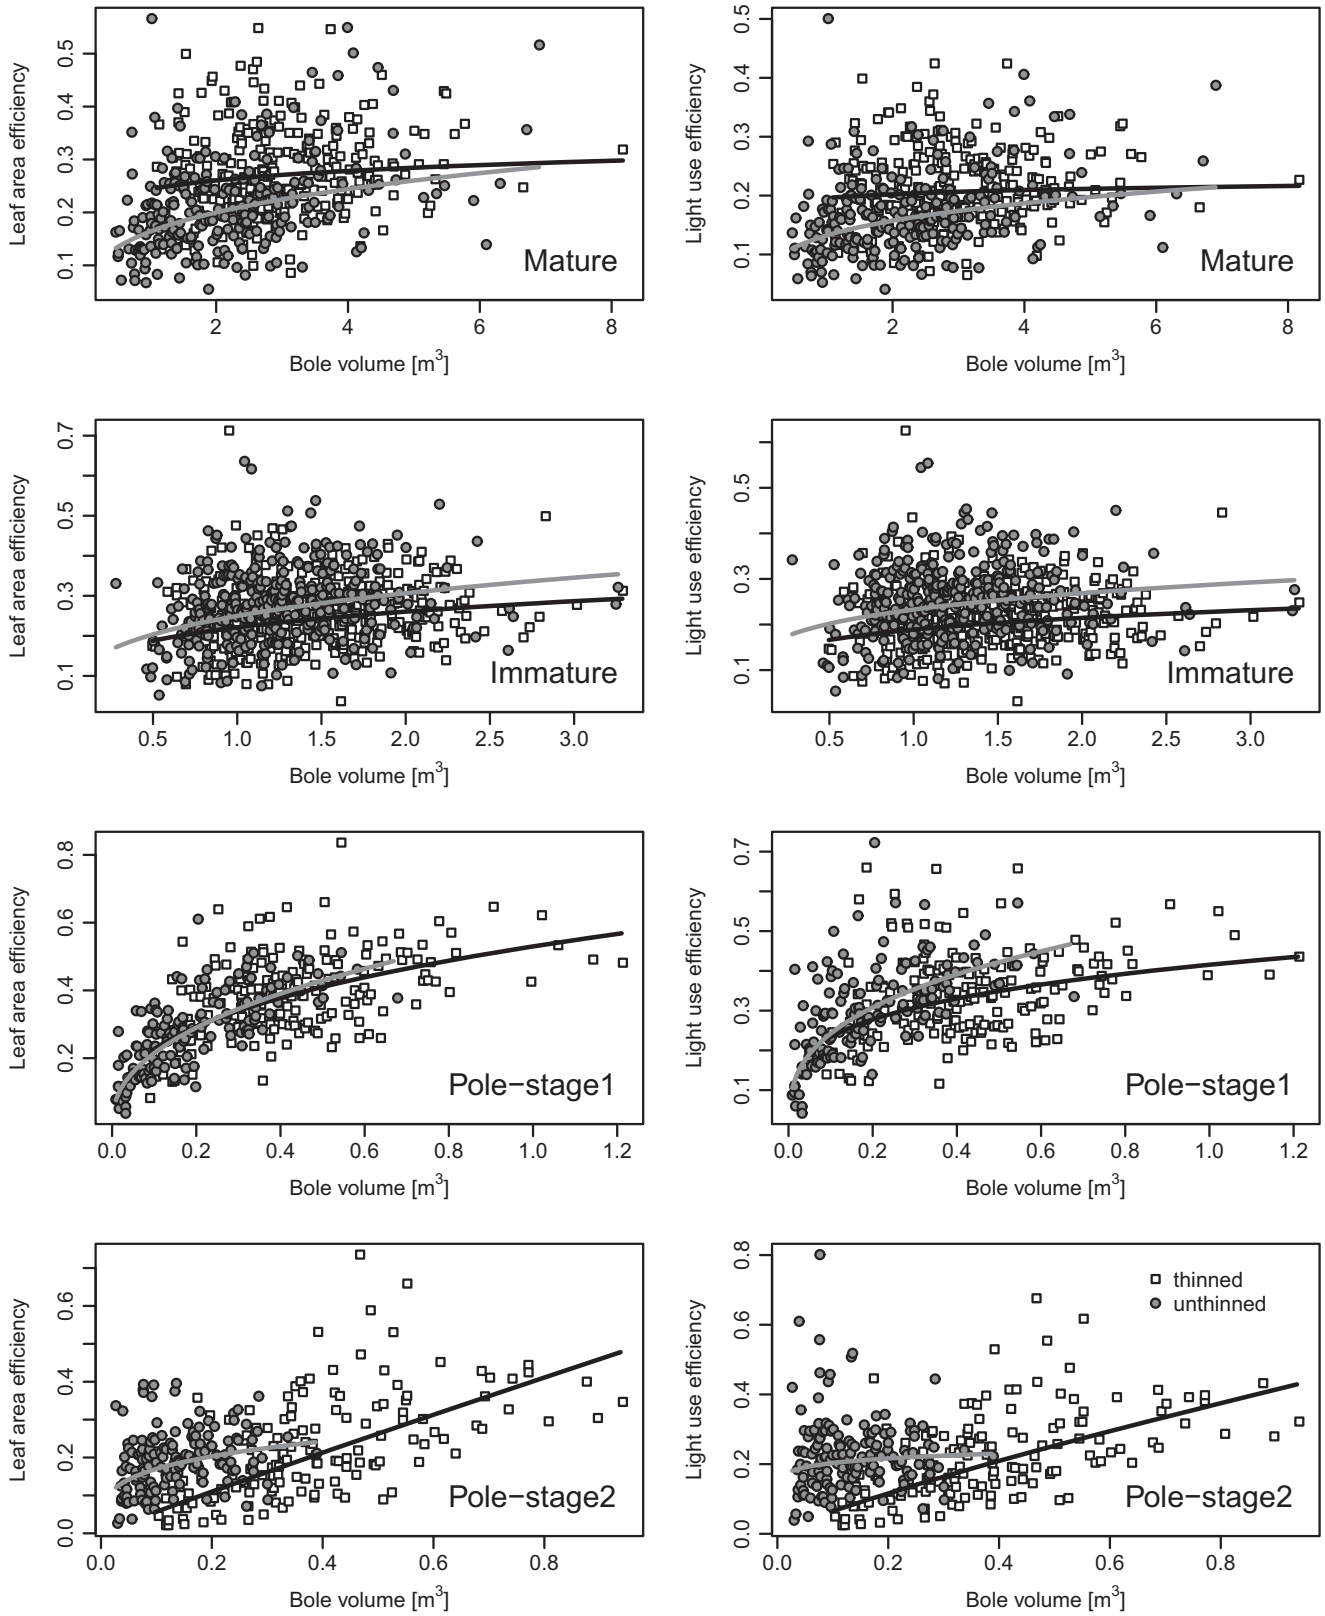 Leaf area efficiency
0.1 0.2 0.3 0.4 0.5
2 4 6 8
Bole volume [m³]
Mature
Light use efficiency
0.1 0.2 0.3 0.4 0.5
2 4 6 8
Bole volume [m³]
Mature
Leaf area efficiency
0.1 0.3 0.5 0.7
0.5 1.0 1.5 2.0 2.5 3.0
Bole volume [m³]
Immature
Light use efficiency
0.1 0.3 0.5
0.5 1.0 1.5 2.0 2.5 3.0
Bole volume [m³]
Immature
Leaf area efficiency
0.2 0.4 0.6 0.8
0.0 0.2 0.4 0.6 0.8 1.0 1.2
Bole volume [m³]
Pole−stage1
Light use efficiency
0.1 0.3 0.5 0.7
0.0 0.2 0.4 0.6 0.8 1.0 1.2
Bole volume [m³]
Pole−stage1
Leaf area efficiency
0.0 0.2 0.4 0.6
0.0 0.2 0.4 0.6 0.8
Bole volume [m³]
Pole−stage2
Light use efficiency
0.0 0.2 0.4 0.6 0.8
0.0 0.2 0.4 0.6 0.8
Bole volume [m³]
thinned
unthinned
Pole−stage2